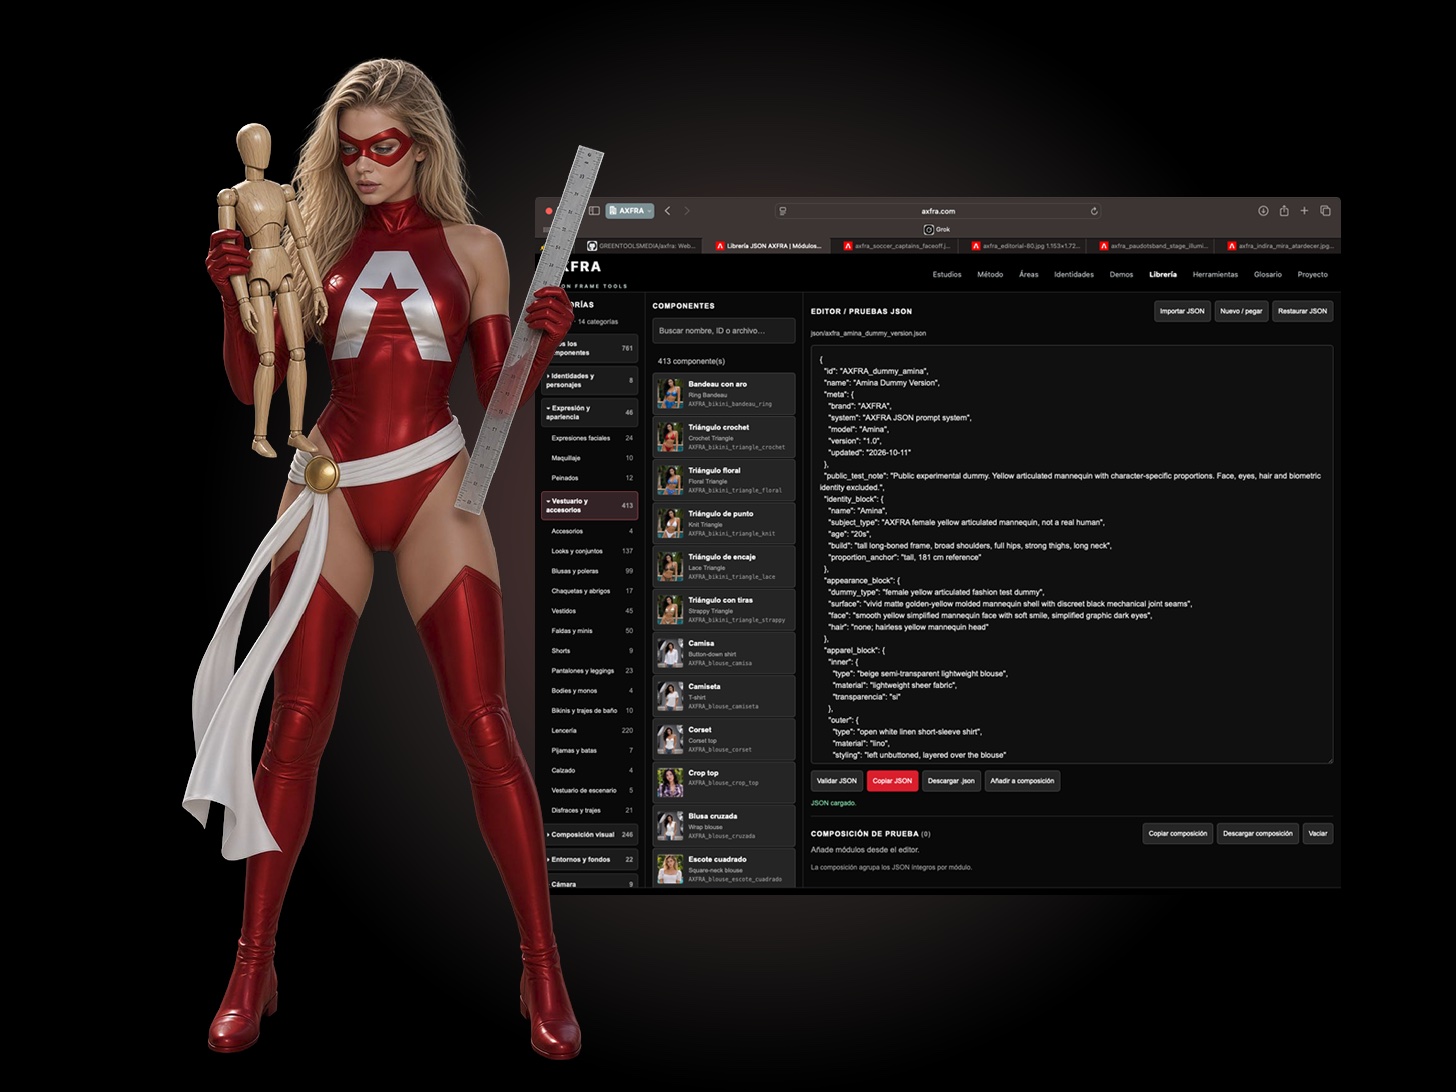 AXFRA
axfra.com
Grok
GREENTOOLSMEDIA/axfra: Web...
Librería JSON AXFRA | Módulos...
axfra_soccer_captains_faceoff.j...
axfra_editorial-80.jpg 1.153×1.72...
axfra_paudotsband_stage_illumi...
axfra_indira_mira_atardecer.jpg...
XFRA
ON FRAME TOOLS
Estudios
Método
Áreas
Identidades
Demos
Librería
Herramientas
Glosario
Proyecto
RÍAS
· 14 categorías
os los
mponentes
761
Identidades y
personajes
8
Expresión y
apariencia
46
Expresiones faciales 24
Maquillaje 10
Peinados 12
Vestuario y
accesorios
413
Accesorios 4
Looks y conjuntos 137
Blusas y poleras 99
Chaquetas y abrigos 17
Vestidos 45
Faldas y minis 50
Shorts 9
Pantalones y leggings 23
Bodies y monos 4
Bikinis y trajes de baño 10
Lencería 220
Pijamas y batas 7
Calzado 4
Vestuario de escenario 5
Disfraces y trajes 21
Composición visual 246
Entornos y fondos 22
Cámara 9
COMPONENTES
Buscar nombre, ID o archivo...
413 componente(s)
Bandeau con aro
Ring Bandeau
AXFRA_bikini_bandeau_ring
Triángulo crochet
Crochet Triangle
AXFRA_bikini_triangle_crochet
Triángulo floral
Floral Triangle
AXFRA_bikini_triangle_floral
Triángulo de punto
Knit Triangle
AXFRA_bikini_triangle_knit
Triángulo de encaje
Lace Triangle
AXFRA_bikini_triangle_lace
Triángulo con tiras
Strappy Triangle
AXFRA_bikini_triangle_strappy
Camisa
Button-down shirt
AXFRA_blouse_camisa
Camiseta
T-shirt
AXFRA_blouse_camiseta
Corset
Corset top
AXFRA_blouse_corset
Crop top
AXFRA_blouse_crop_top
Blusa cruzada
Wrap blouse
AXFRA_blouse_cruzada
Escote cuadrado
Square-neck blouse
AXFRA_blouse_escote_cuadrado
EDITOR / PRUEBAS JSON
Importar JSON
Nuevo / pegar
Restaurar JSON
json/axfra_amina_dummy_version.json
{
"id": "AXFRA_dummy_amina",
"name": "Amina Dummy Version",
"meta": {
"brand": "AXFRA",
"system": "AXFRA JSON prompt system",
"model": "Amina",
"version": "1.0",
"updated": "2026-10-11"
},
"public_test_note": "Public experimental dummy. Yellow articulated mannequin with character-specific proportions. Face, eyes, hair and biometric
identity excluded.",
"identity_block": {
"name": "Amina",
"subject_type": "AXFRA female yellow articulated mannequin, not a real human",
"age": "20s",
"build": "tall long-boned frame, broad shoulders, full hips, strong thighs, long neck",
"proportion_anchor": "tall, 181 cm reference"
},
"appearance_block": {
"dummy_type": "female yellow articulated fashion test dummy",
"surface": "vivid matte golden-yellow molded mannequin shell with discreet black mechanical joint seams",
"face": "smooth yellow simplified mannequin face with soft smile, simplified graphic dark eyes",
"hair": "none; hairless yellow mannequin head"
},
"apparel_block": {
"inner": {
"type": "beige semi-transparent lightweight blouse",
"material": "lightweight sheer fabric",
"transparencia": "si"
},
"outer": {
"type": "open white linen short-sleeve shirt",
"material": "lino",
"styling": "left unbuttoned, layered over the blouse"
Validar JSON
Copiar JSON
Descargar .json
Añadir a composición
JSON cargado.
COMPOSICIÓN DE PRUEBA (0)
Copiar composición
Descargar composición
Vaciar
Añade módulos desde el editor.
La composición agrupa los JSON íntegros por módulo.
A